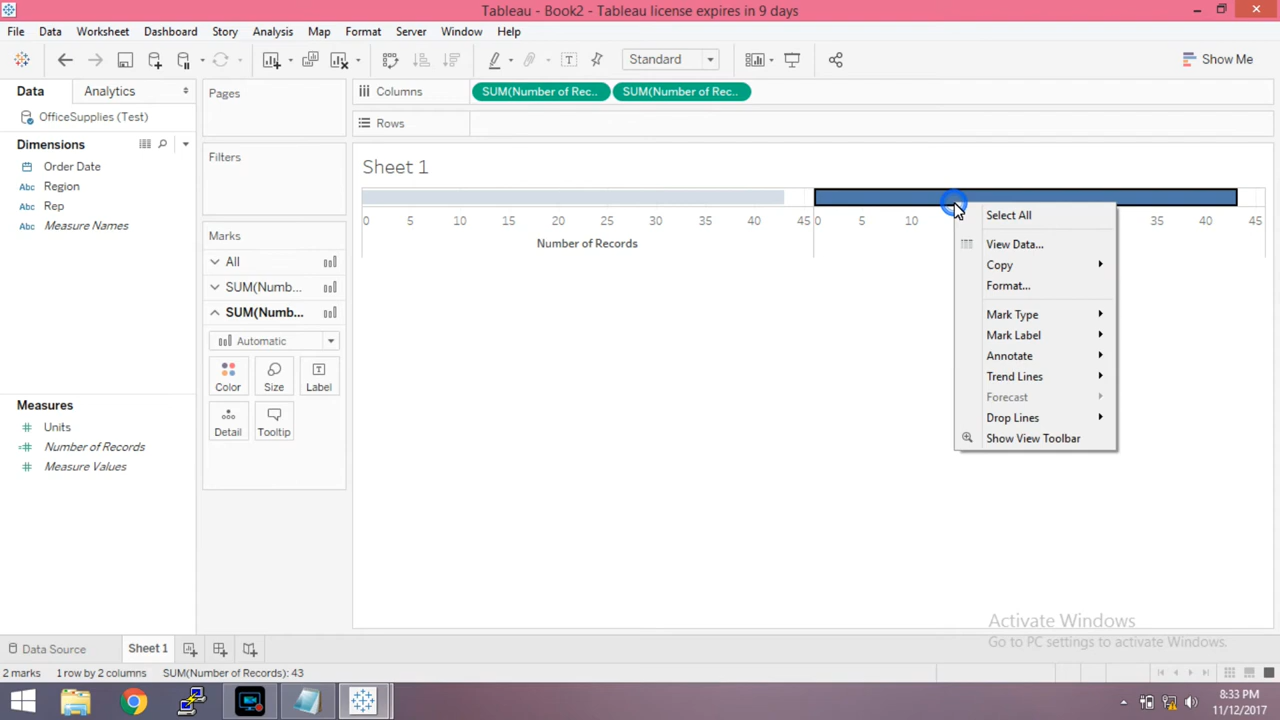 Tableau - Book2 - Tableau license expires in 9 days
File Data Worksheet Dashboard Story Analysis Map Format Server Window Help
Standard
Show Me
Data Analytics
Pages
Columns SUM(Number of Rec.. SUM(Number of Rec..
OfficeSupplies (Test)
Rows
Dimensions
Order Date
Abc Region
Abc Rep
Abc Measure Names
Filters
Sheet 1
0 5 10 15 20 25 30 35 40 45 0 5 10 35 40 45
Number of Records
Marks
All
SUM(Numb...
SUM(Numb...
Automatic
Color Size Label
Detail Tooltip
Select All
View Data...
Copy
Format...
Mark Type
Mark Label
Annotate
Trend Lines
Forecast
Drop Lines
Show View Toolbar
Measures
Units
Number of Records
Measure Values
Activate Windows
Go to PC settings to activate Windows.
Data Source Sheet 1
2 marks 1 row by 2 columns SUM(Number of Records): 43
8:33 PM
11/12/2017